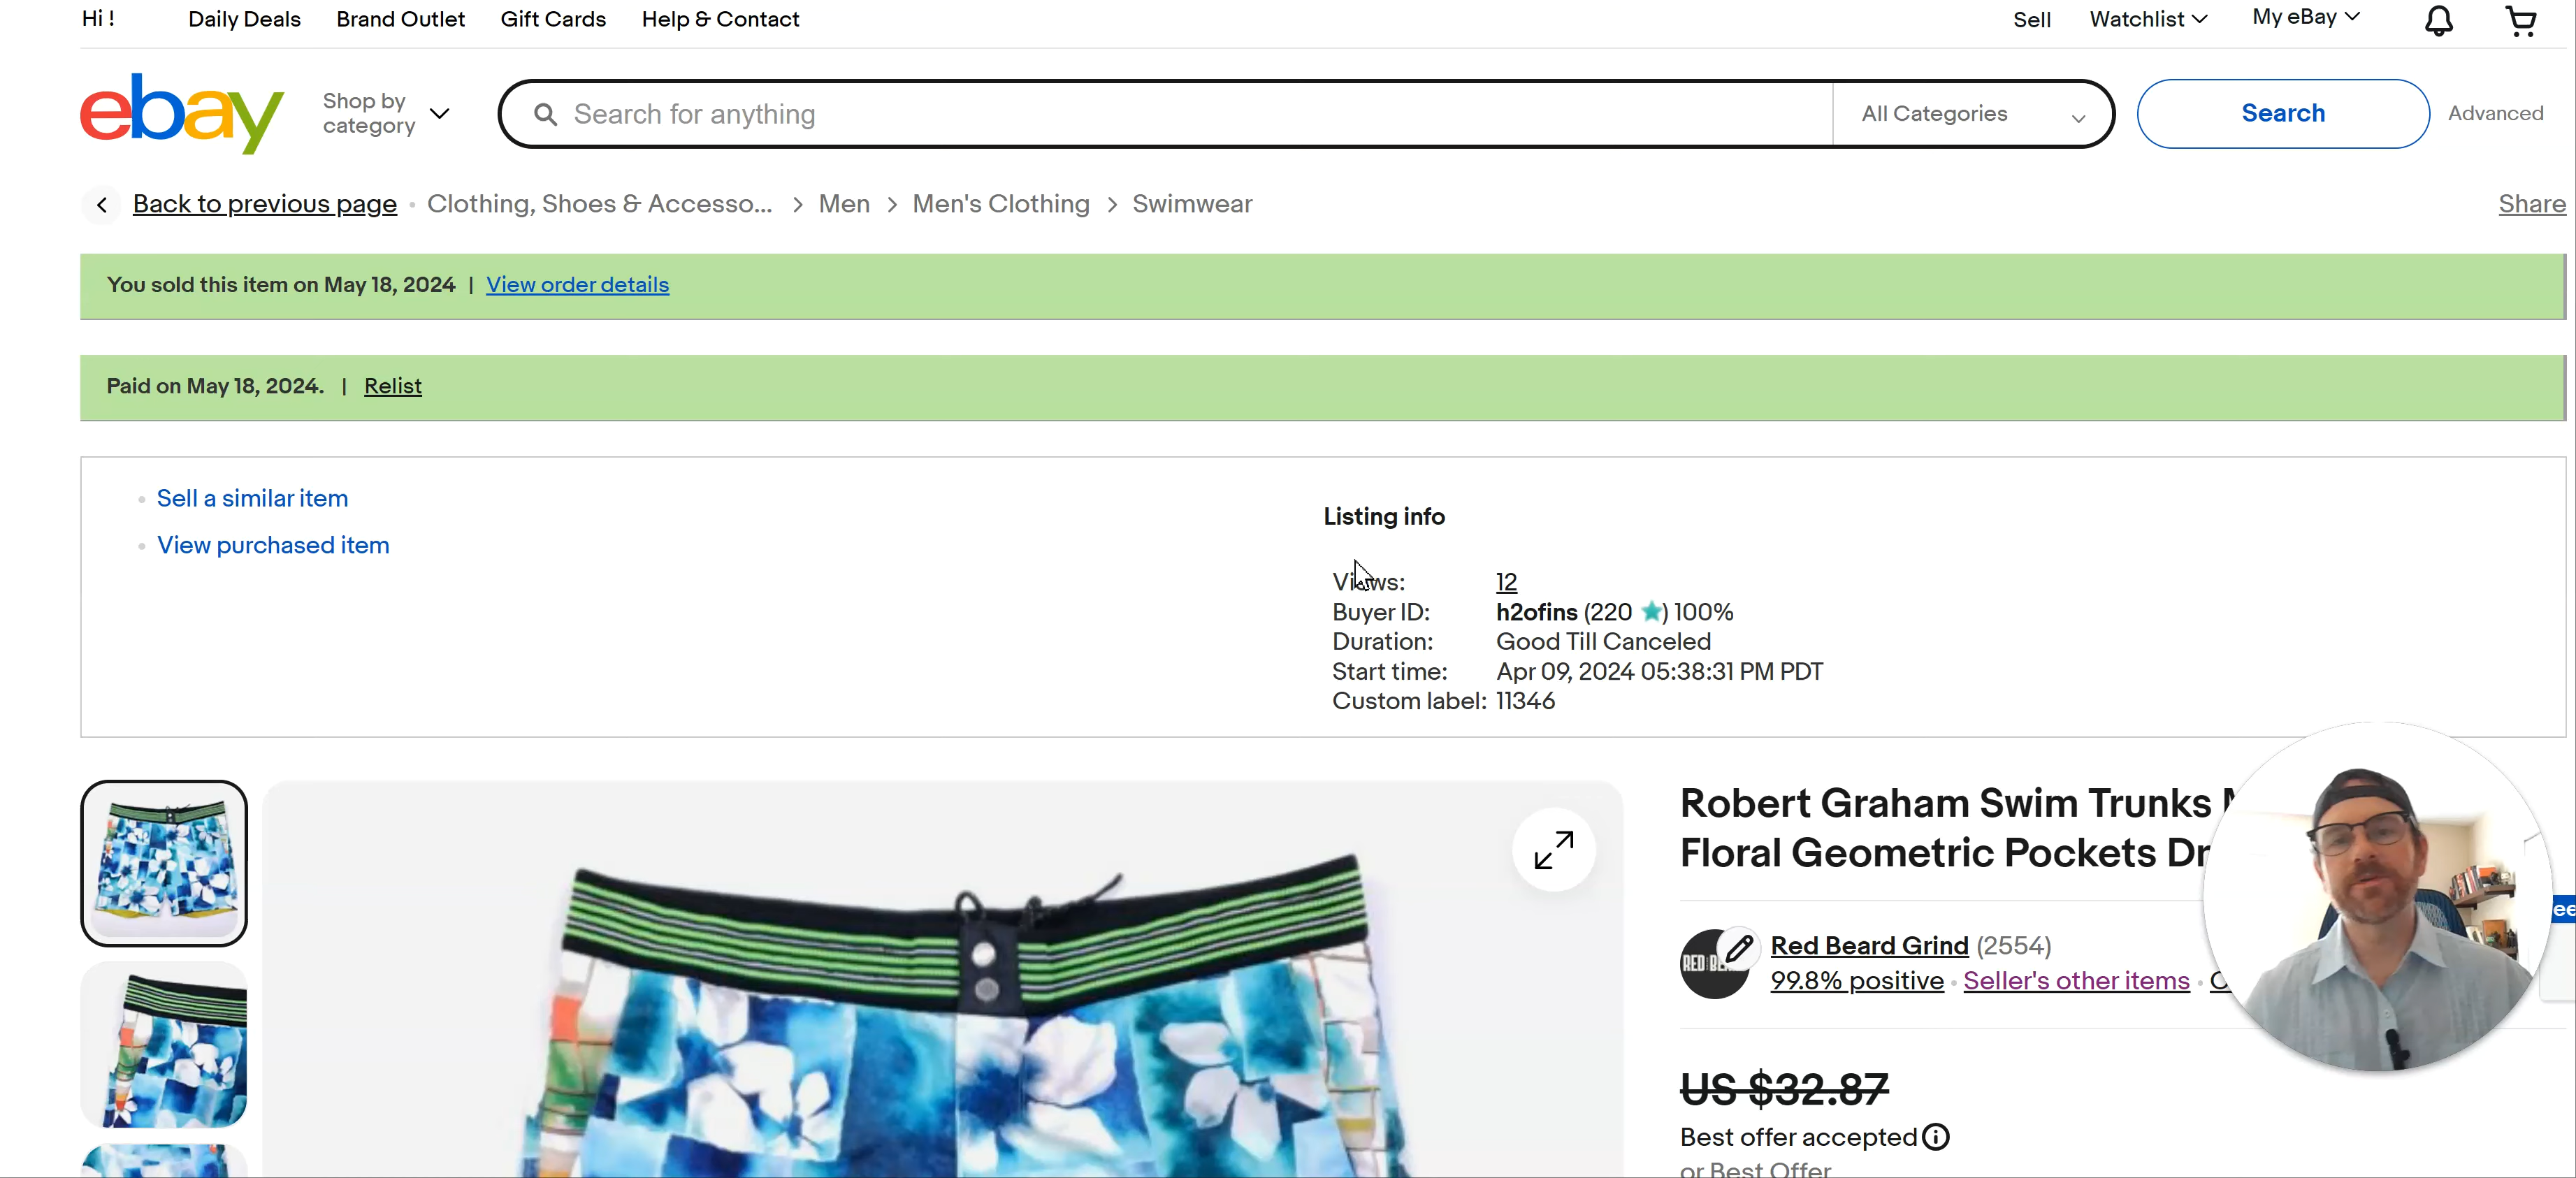 Hi !
Daily Deals
Brand Outlet
Gift Cards
Help & Contact
Sell
Watchlist
My eBay
ebay
Shop by
category
Search for anything
All Categories
Search
Advanced
Back to previous page
Clothing, Shoes & Accesso... > Men > Men's Clothing > Swimwear
Share
You sold this item on May 18, 2024 | View order details
Paid on May 18, 2024. | Relist
Sell a similar item
View purchased item
Listing info
Views: 12
Buyer ID: h2ofins (220 ) 100%
Duration: Good Till Canceled
Start time: Apr 09, 2024 05:38:31 PM PDT
Custom label: 11346
Robert Graham Swim Trunks
Floral Geometric Pockets
Red Beard Grind (2554)
99.8% positive
Seller's other items
US $32.87
Best offer accepted
or Best Offer